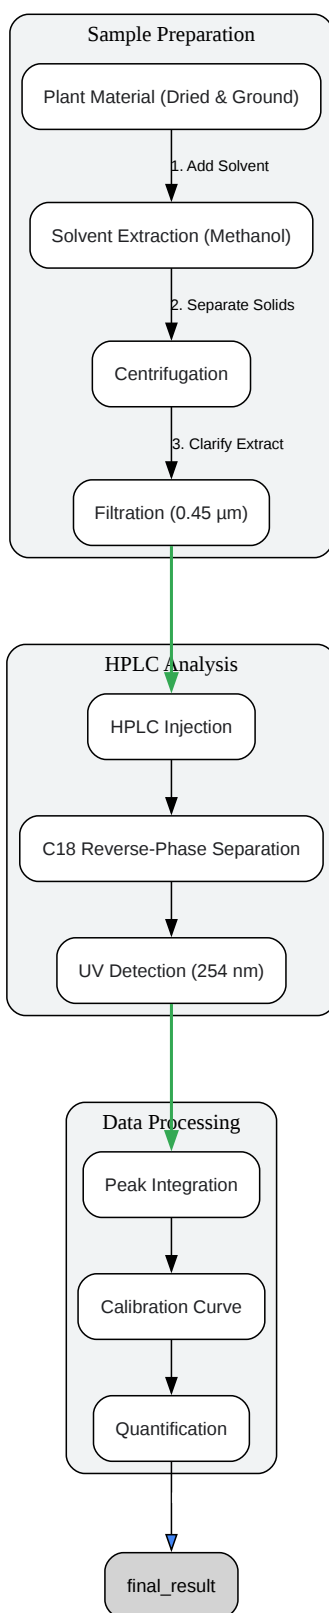 Sample Preparation
Plant Material (Dried & Ground)
1. Add Solvent
Solvent Extraction (Methanol)
2. Separate Solids
Centrifugation
3. Clarify Extract
Filtration (0.45 µm)
HPLC Analysis
HPLC Injection
C18 Reverse-Phase Separation
UV Detection (254 nm)
Data Processing
Peak Integration
Calibration Curve
Quantification
final_result